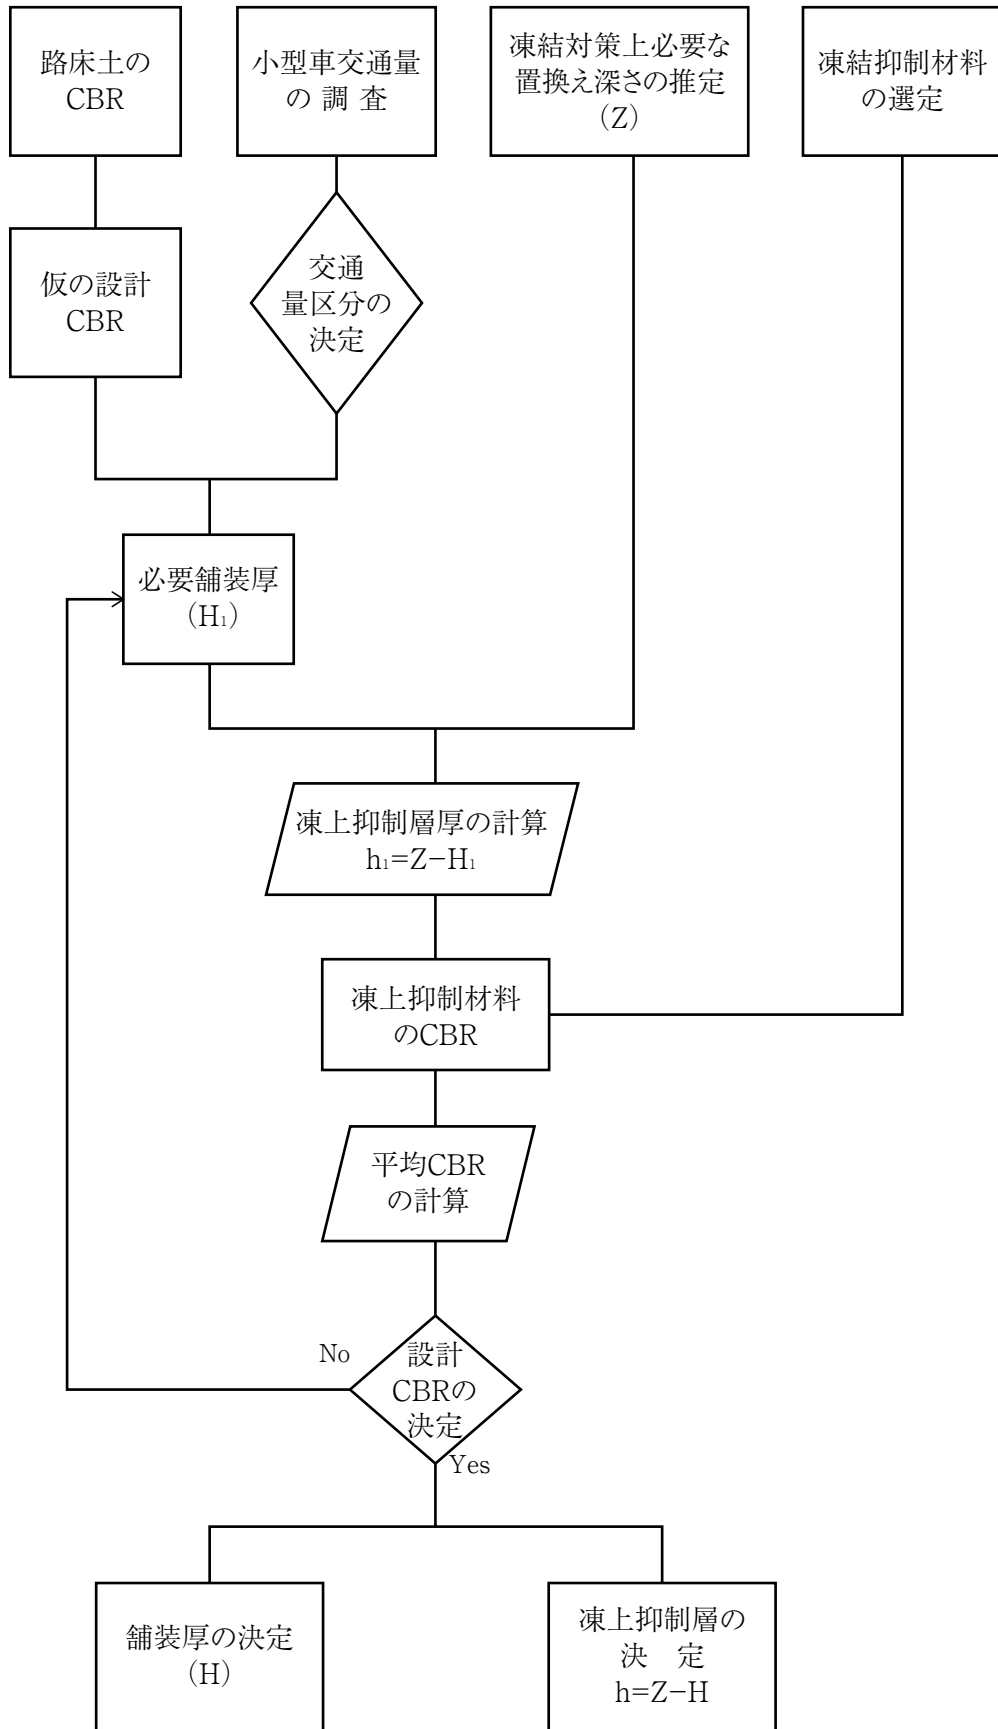 路床土の
CBR
小型車交通量
の 調 査
凍結対策上必要な
置換え深さの推定
（Z）
凍結抑制材料
の選定
仮の設計
CBR
交通
量区分の
決定
必要舗装厚
（H₁）
凍上抑制層厚の計算
h₁=Z−H₁
凍上抑制材料
のCBR
平均CBR
の計算
No
設計
CBRの
決定
Yes
舗装厚の決定
（H）
凍上抑制層の
決　定
h=Z−H